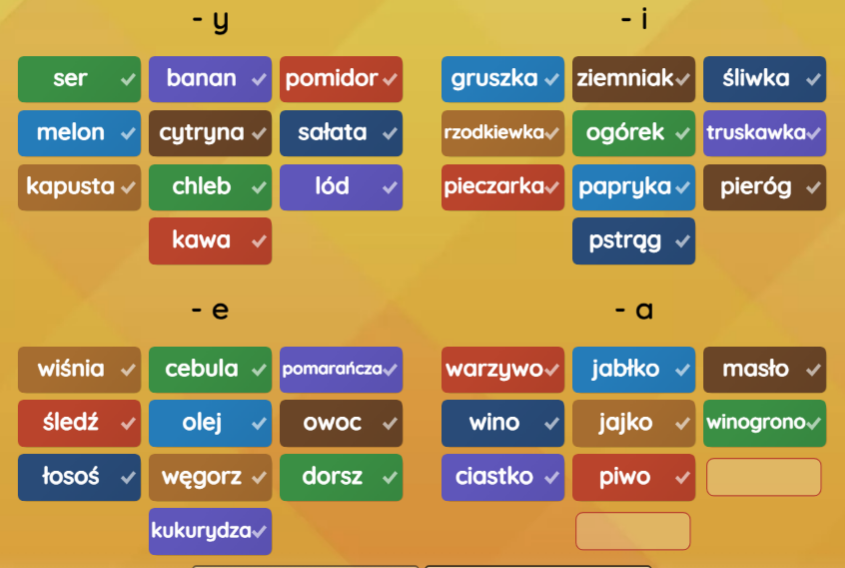 - y
ser banan pomidor
melon cytryna sałata
kapusta chleb lód
kawa
- i
gruszka ziemniak śliwka
rzodkiewka ogórek truskawka
pieczarka papryka pieróg
pstrąg
- e
wiśnia cebula pomarańcza
śledź olej owoc
łosoś węgorz dorsz
kukurydza
- a
warzywo jabłko masło
wino jajko winogrono
ciastko piwo